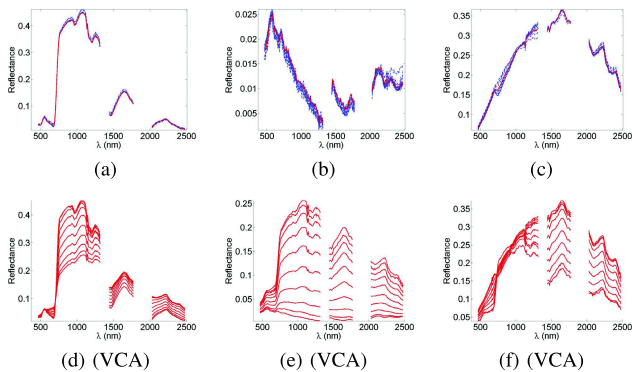 0.4
0.3
0.2
0.1
Reflectance
500 1000 1500 2000 2500
λ (nm)
(a)
0.025
0.02
0.015
0.01
0.005
Reflectance
500 1000 1500 2000 2500
λ (nm)
(b)
0.35
0.3
0.25
0.2
0.15
0.1
Reflectance
500 1000 1500 2000 2500
λ (nm)
(c)
0.4
0.3
0.2
0.1
Reflectance
500 1000 1500 2000 2500
λ (nm)
(d) (VCA)
0.25
0.2
0.15
0.1
0.05
Reflectance
500 1000 1500 2000 2500
λ (nm)
(e) (VCA)
0.4
0.35
0.3
0.25
0.2
0.15
0.1
0.05
Reflectance
500 1000 1500 2000 2500
λ (nm)
(f) (VCA)